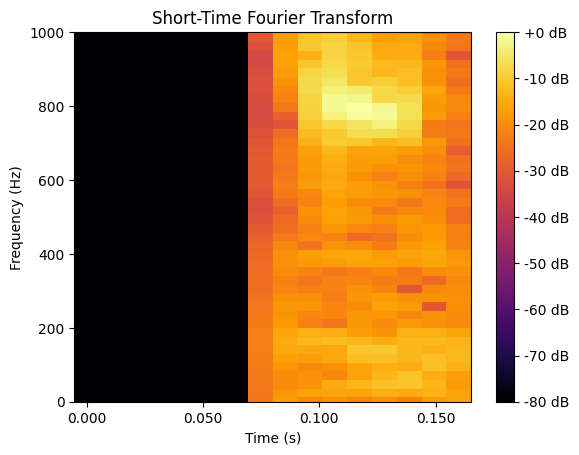 Short-Time Fourier Transform
1000
800
600
400
200
0
Frequency (Hz)
0.000
0.050
0.100
0.150
Time (s)
+0 dB
-10 dB
-20 dB
-30 dB
-40 dB
-50 dB
-60 dB
-70 dB
-80 dB